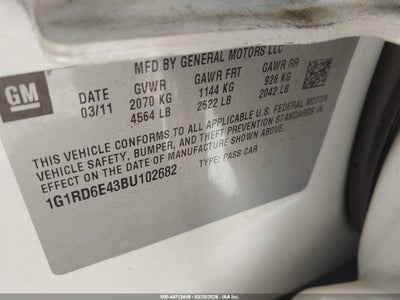 MFD BY GENERAL MOTORS LLC
GM
DATE GVWR GAWR FRT GAWR RR
03/11 2070 KG 1144 KG 926 KG
4564 LB 2522 LB 2042 LB
THIS VEHICLE CONFORMS TO ALL APPLICABLE U.S. FEDERAL MOTOR
VEHICLE SAFETY, BUMPER, AND THEFT PREVENTION STANDARDS IN
EFFECT ON THE DATE OF MANUFACTURE SHOWN ABOVE.
1G1RD6E43BU102682 TYPE: PASS CAR